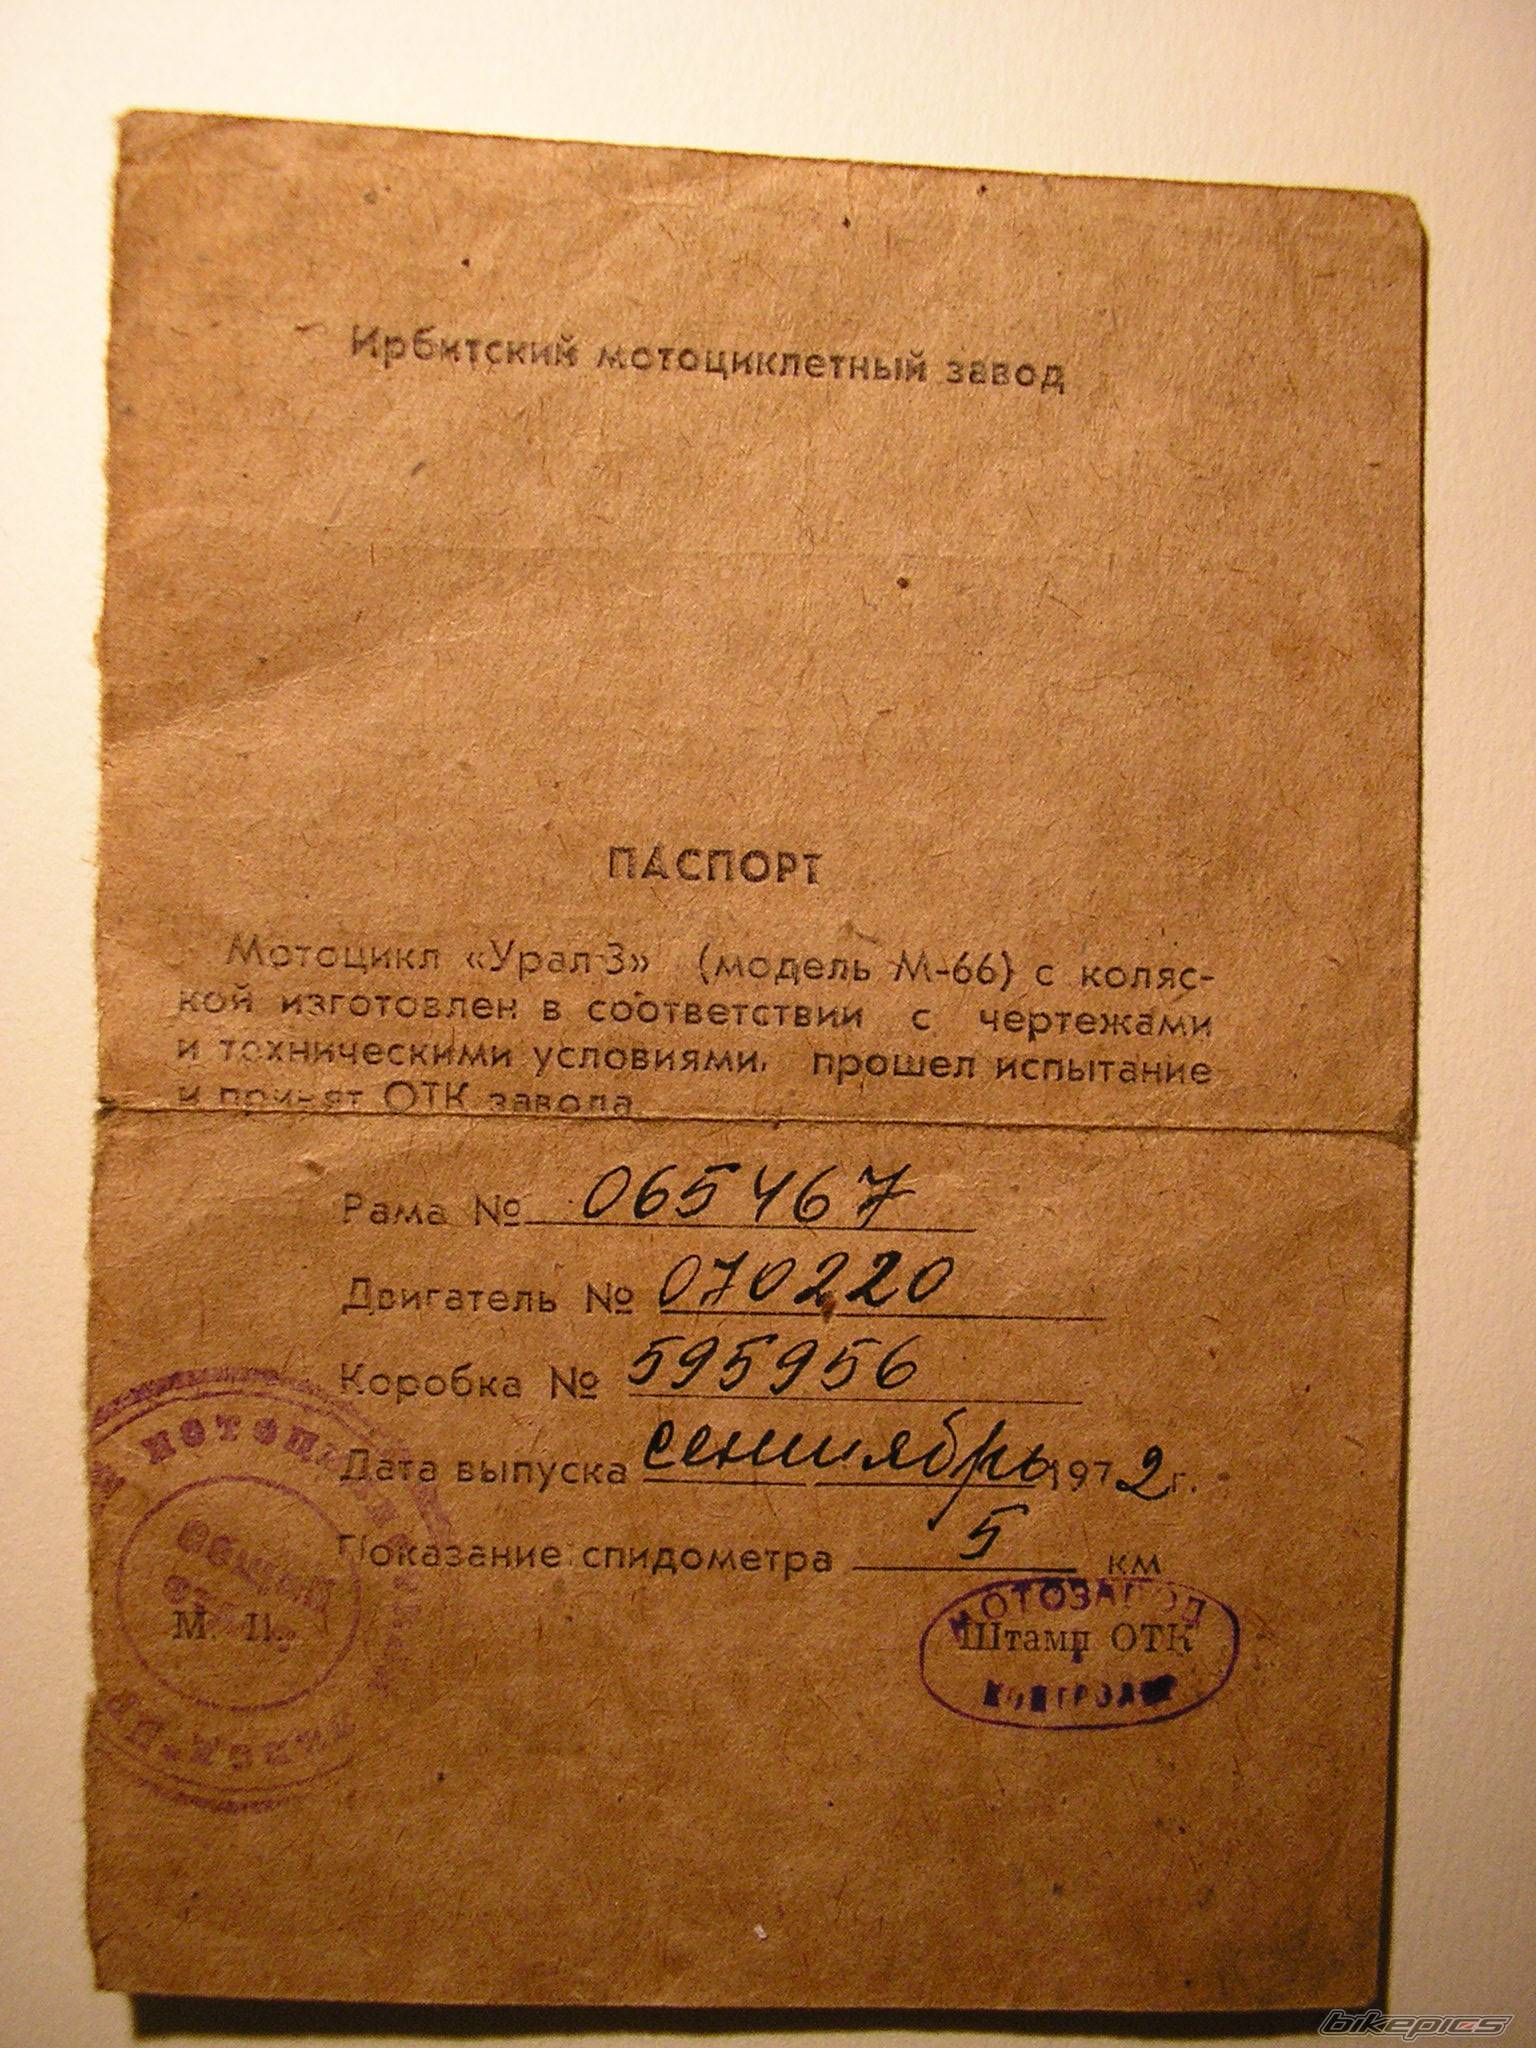 Ирбитский мотоциклетный завод
ПАСПОРТ
Мотоцикл «Урал-3» (модель М-66) с коляс-
кой изготовлен в соответствии с чертежами
и техническими условиями, прошел испытание
и принят ОТК завода
Рама № 065467
Двигатель № 070220
Коробка № 595956
Дата выпуска сентябрь 1972 г.
Показание спидометра 5 км
МОТОЗАВОД
М. П. Штамп ОТК
КОНТРОЛЕР
bikepics